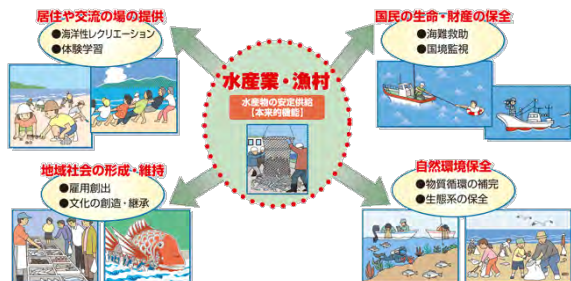 居住や交流の場の提供
●海洋性レクリエーション
●体験学習
国民の生命・財産の保全
●海難救助
●国境監視
水産業・漁村
水産物の安定供給
【本来的機能】
地域社会の形成・維持
●雇用創出
●文化の創造・継承
自然環境保全
●物質循環の補完
●生態系の保全